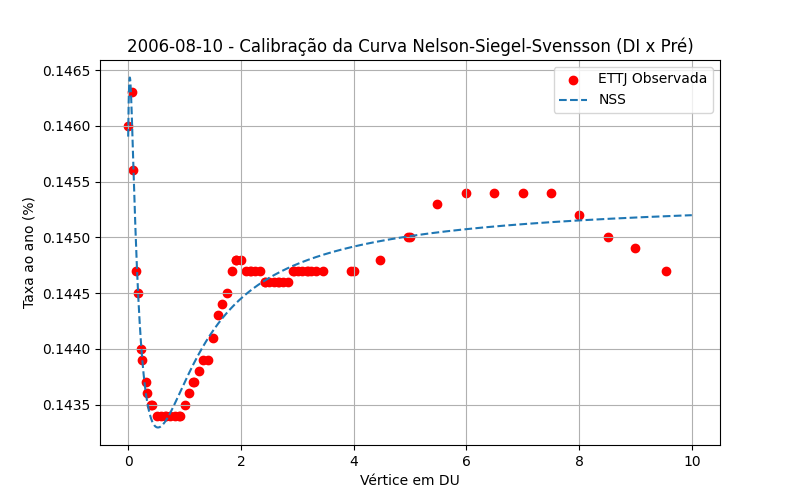 2006-08-10 - Calibração da Curva Nelson-Siegel-Svensson (DI x Pré)
0.1465
0.1460
0.1455
0.1450
0.1445
0.1440
0.1435
Taxa ao ano (%)
ETTJ Observada
NSS
0 2 4 6 8 10
Vértice em DU